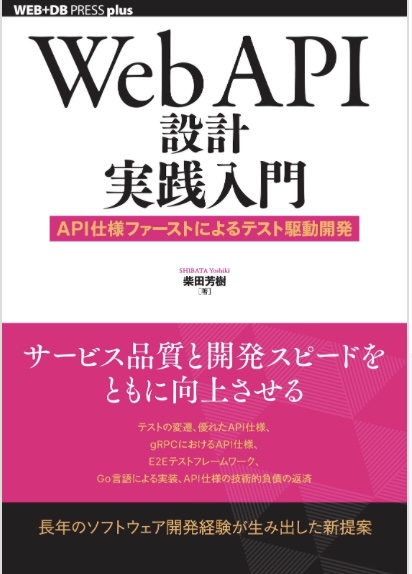 WEB+DB PRESS plus
Web API
設計
実践入門
API仕様ファーストによるテスト駆動開発
SHIBATA Yoshiki
柴田芳樹
[著]
サービス品質と開発スピードを
ともに向上させる
テストの変遷、優れたAPI仕様、
gRPCにおけるAPI仕様、
E2Eテストフレームワーク、
Go言語による実装、API仕様の技術的負債の返済
長年のソフトウェア開発経験が生み出した新提案